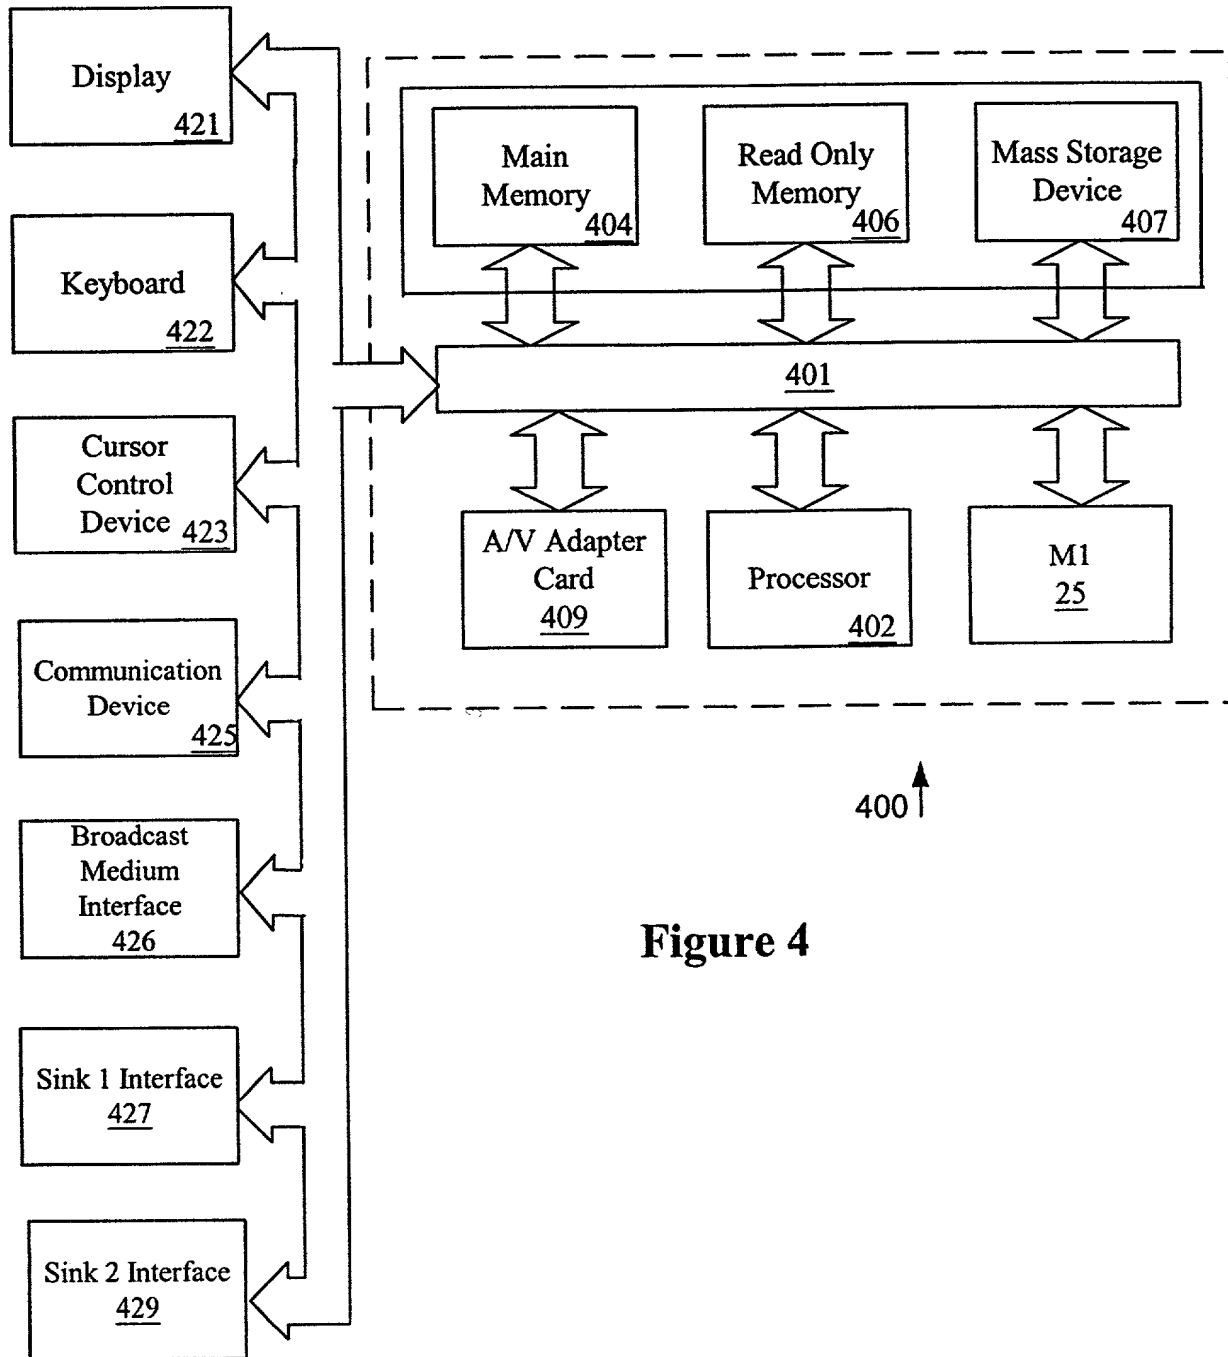 Display
421
Keyboard
422
Cursor
Control
Device
423
Communication
Device
425
Broadcast
Medium
Interface
426
Sink 1 Interface
427
Sink 2 Interface
429
Main
Memory
404
Read Only
Memory
406
Mass Storage
Device
407
401
A/V Adapter
Card
409
Processor
402
M1
25
400
Figure 4